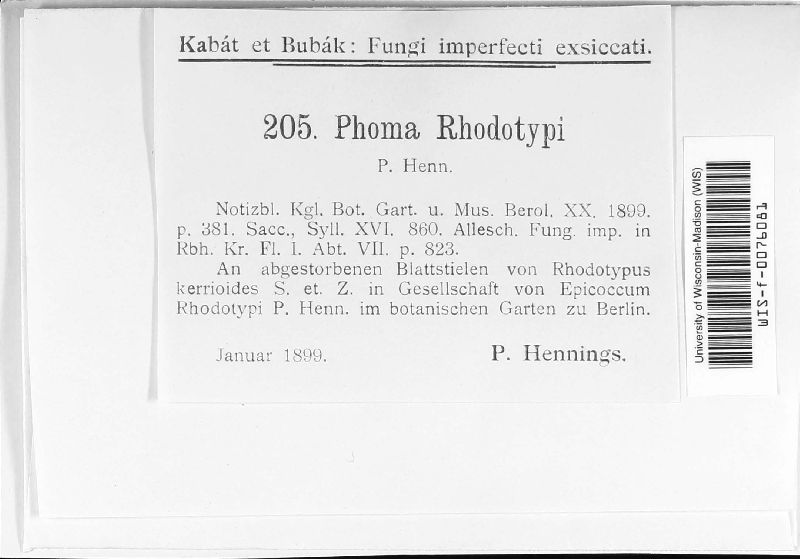 Kabát et Bubák: Fungi imperfecti exsiccati.
205. Phoma Rhodotypi
P. Henn.
Notizbl. Kgl. Bot. Gart. u. Mus. Berol. XX. 1899.
p. 381. Sacc., Syll. XVI. 860. Allesch. Fung. imp. in
Rbh. Kr. Fl. I. Abt. VII. p. 823.
An abgestorbenen Blattstielen von Rhodotypus
kerrioides S. et. Z. in Gesellschaft von Epicoccum
Rhodotypi P. Henn. im botanischen Garten zu Berlin.
Januar 1899.
P. Hennings.
University of Wisconsin-Madison (WIS)
WIS-f-0076081